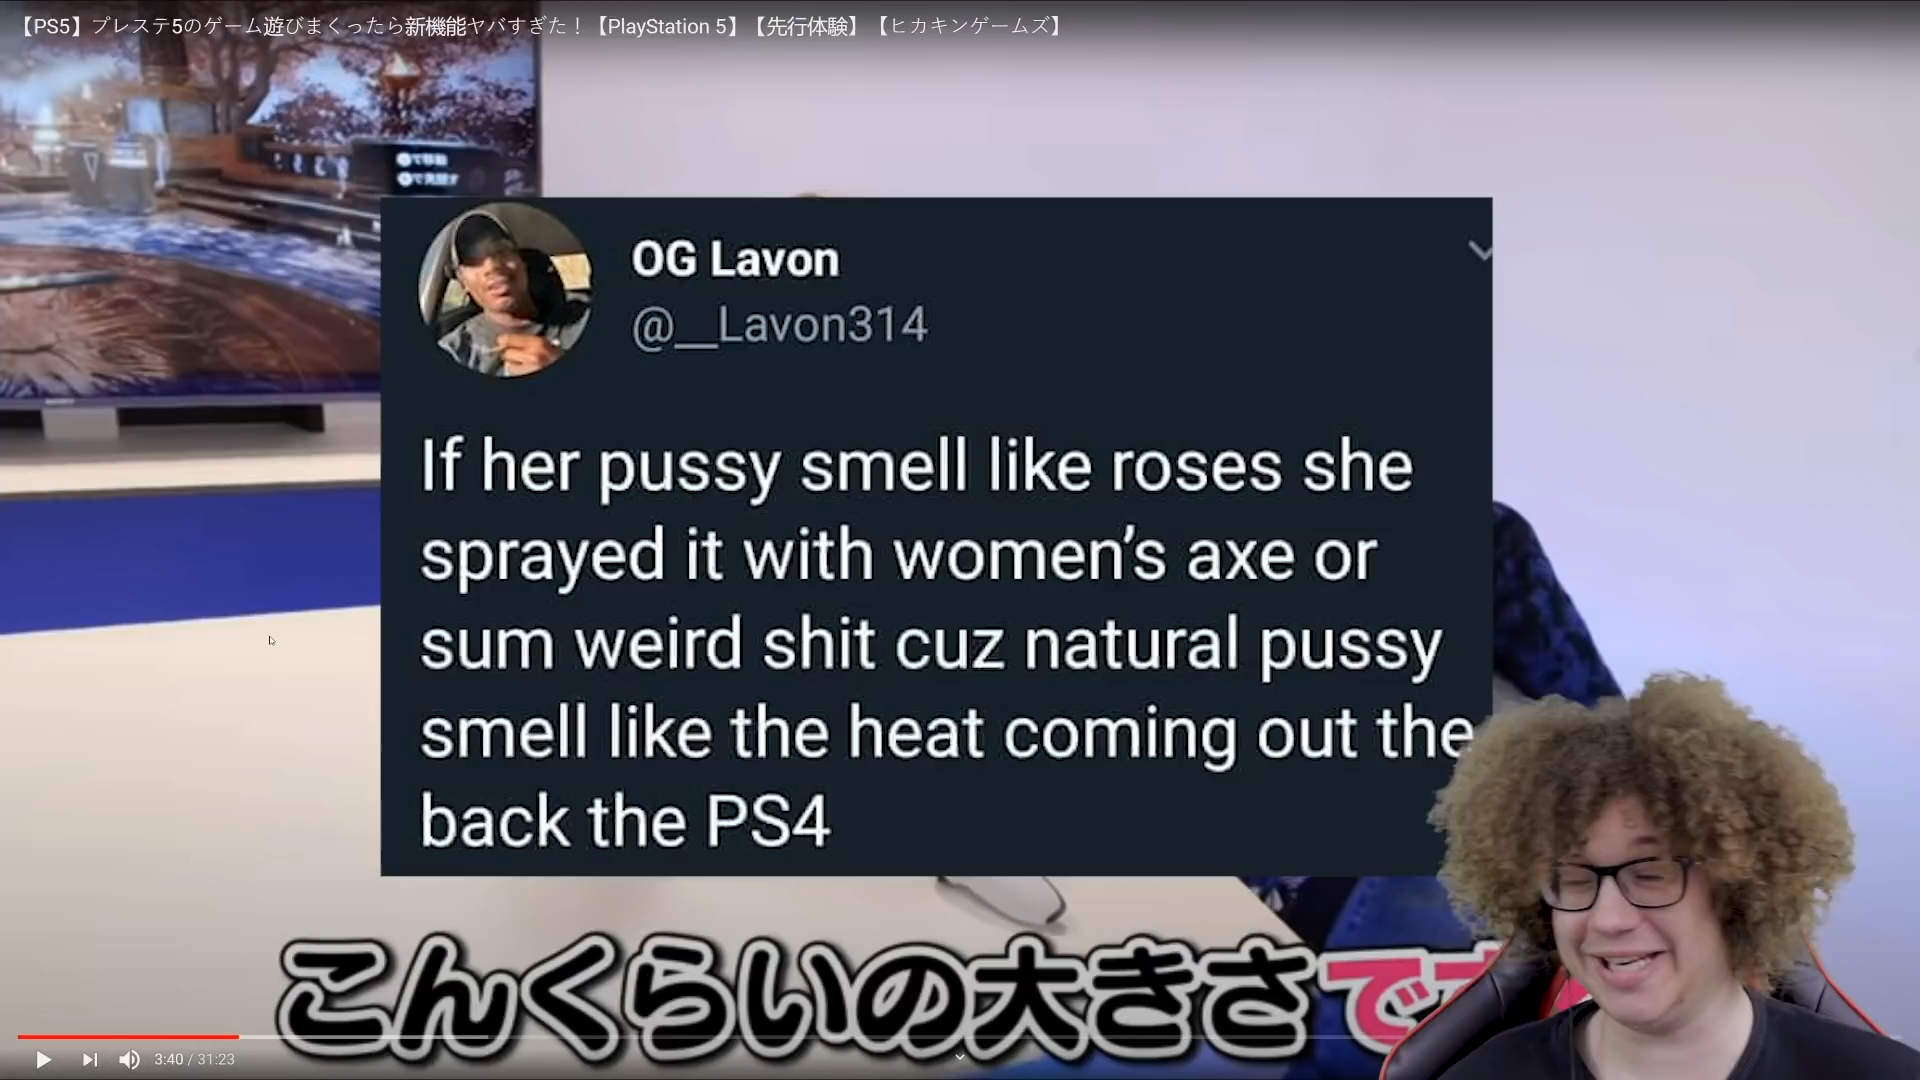 【PS5】プレステ5のゲーム遊びまくったら新機能ヤバすぎた！【PlayStation 5】【先行体験】【ヒカキンゲームズ】
で移動
OG Lavon
@__Lavon314
If her pussy smell like roses she
sprayed it with women’s axe or
sum weird shit cuz natural pussy
smell like the heat coming out the
back the PS4
こんくらいの大きさで
3:40 / 31:23